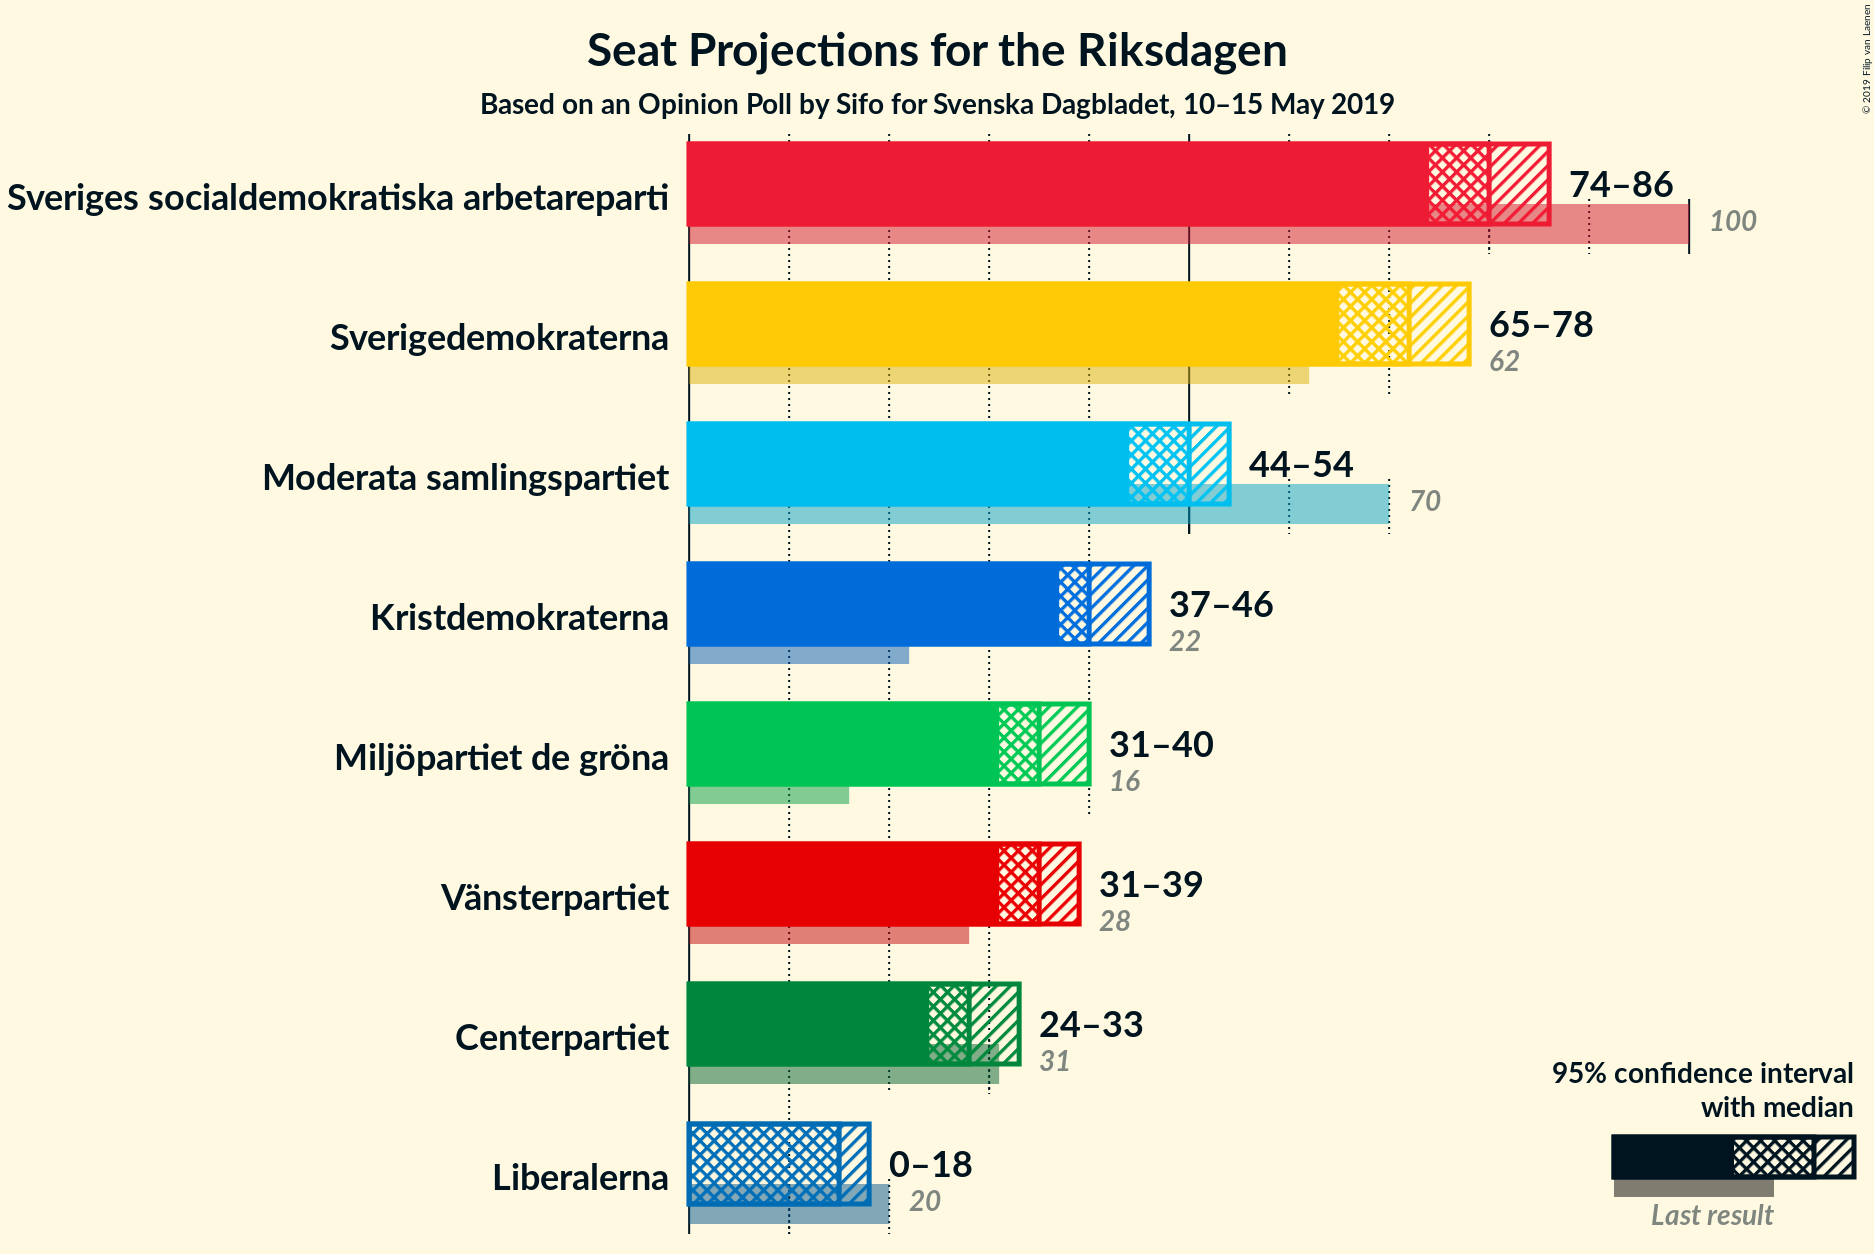 Seat Projections for the Riksdagen
Based on an Opinion Poll by Sifo for Svenska Dagbladet, 10–15 May 2019
© 2019 Filip van Laenen
Sveriges socialdemokratiska arbetareparti
74–86
100
Sverigedemokraterna
65–78
62
Moderata samlingspartiet
44–54
70
Kristdemokraterna
37–46
22
Miljöpartiet de gröna
31–40
16
Vänsterpartiet
31–39
28
Centerpartiet
24–33
31
Liberalerna
0–18
20
95% confidence interval
with median
Last result